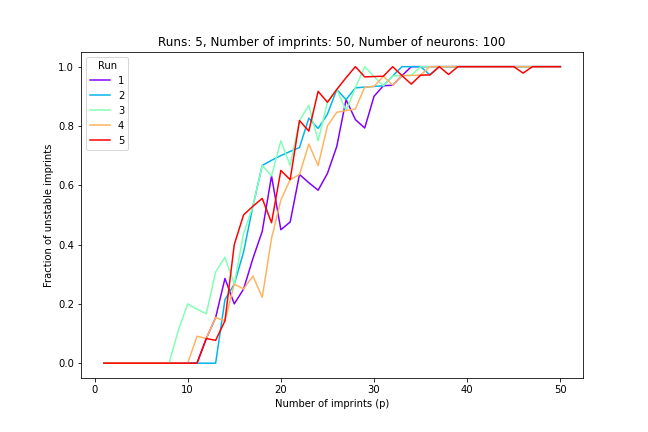 Runs: 5, Number of imprints: 50, Number of neurons: 100
Run
1
2
3
4
5
Fraction of unstable imprints
1.0
0.8
0.6
0.4
0.2
0.0
0 10 20 30 40 50
Number of imprints (p)